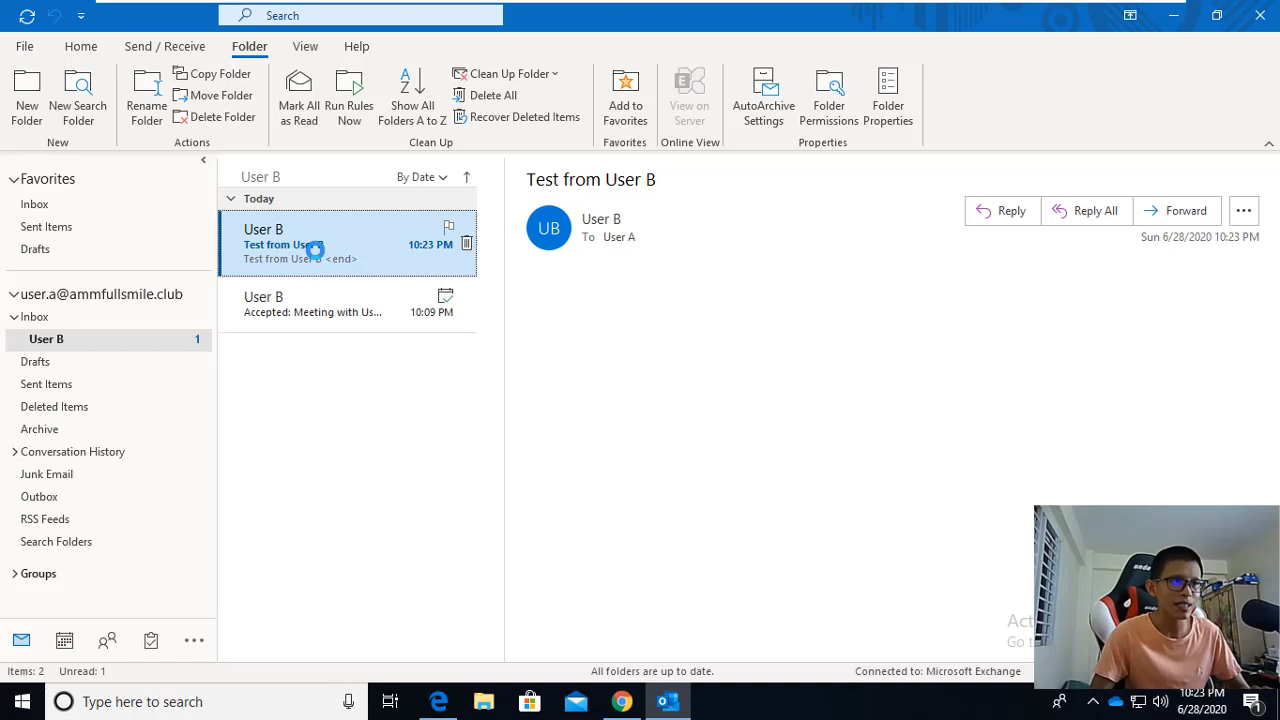 Search
File
Home
Send / Receive
Folder
View
Help
New Folder
New Search Folder
New
Rename Folder
Copy Folder
Move Folder
Delete Folder
Actions
Mark All as Read
Run Rules Now
Show All Folders A to Z
Clean Up Folder
Delete All
Recover Deleted Items
Clean Up
Add to Favorites
Favorites
View on Server
Online View
AutoArchive Settings
Folder Permissions
Folder Properties
Properties
Favorites
Inbox
Sent Items
Drafts
user.a@ammfullsmile.club
Inbox
User B 1
Drafts
Sent Items
Deleted Items
Archive
Conversation History
Junk Email
Outbox
RSS Feeds
Search Folders
Groups
User B
By Date
Today
User B
Test from 10:23 PM
Test from User B <end>
User B
Accepted: Meeting with Us... 10:09 PM
Test from User B
UB
User B
To User A
Reply
Reply All
Forward
Sun 6/28/2020 10:23 PM
Go
Items: 2 Unread: 1
All folders are up to date.
Connected to: Microsoft Exchange
Type here to search
10:23 PM
6/28/2020
1